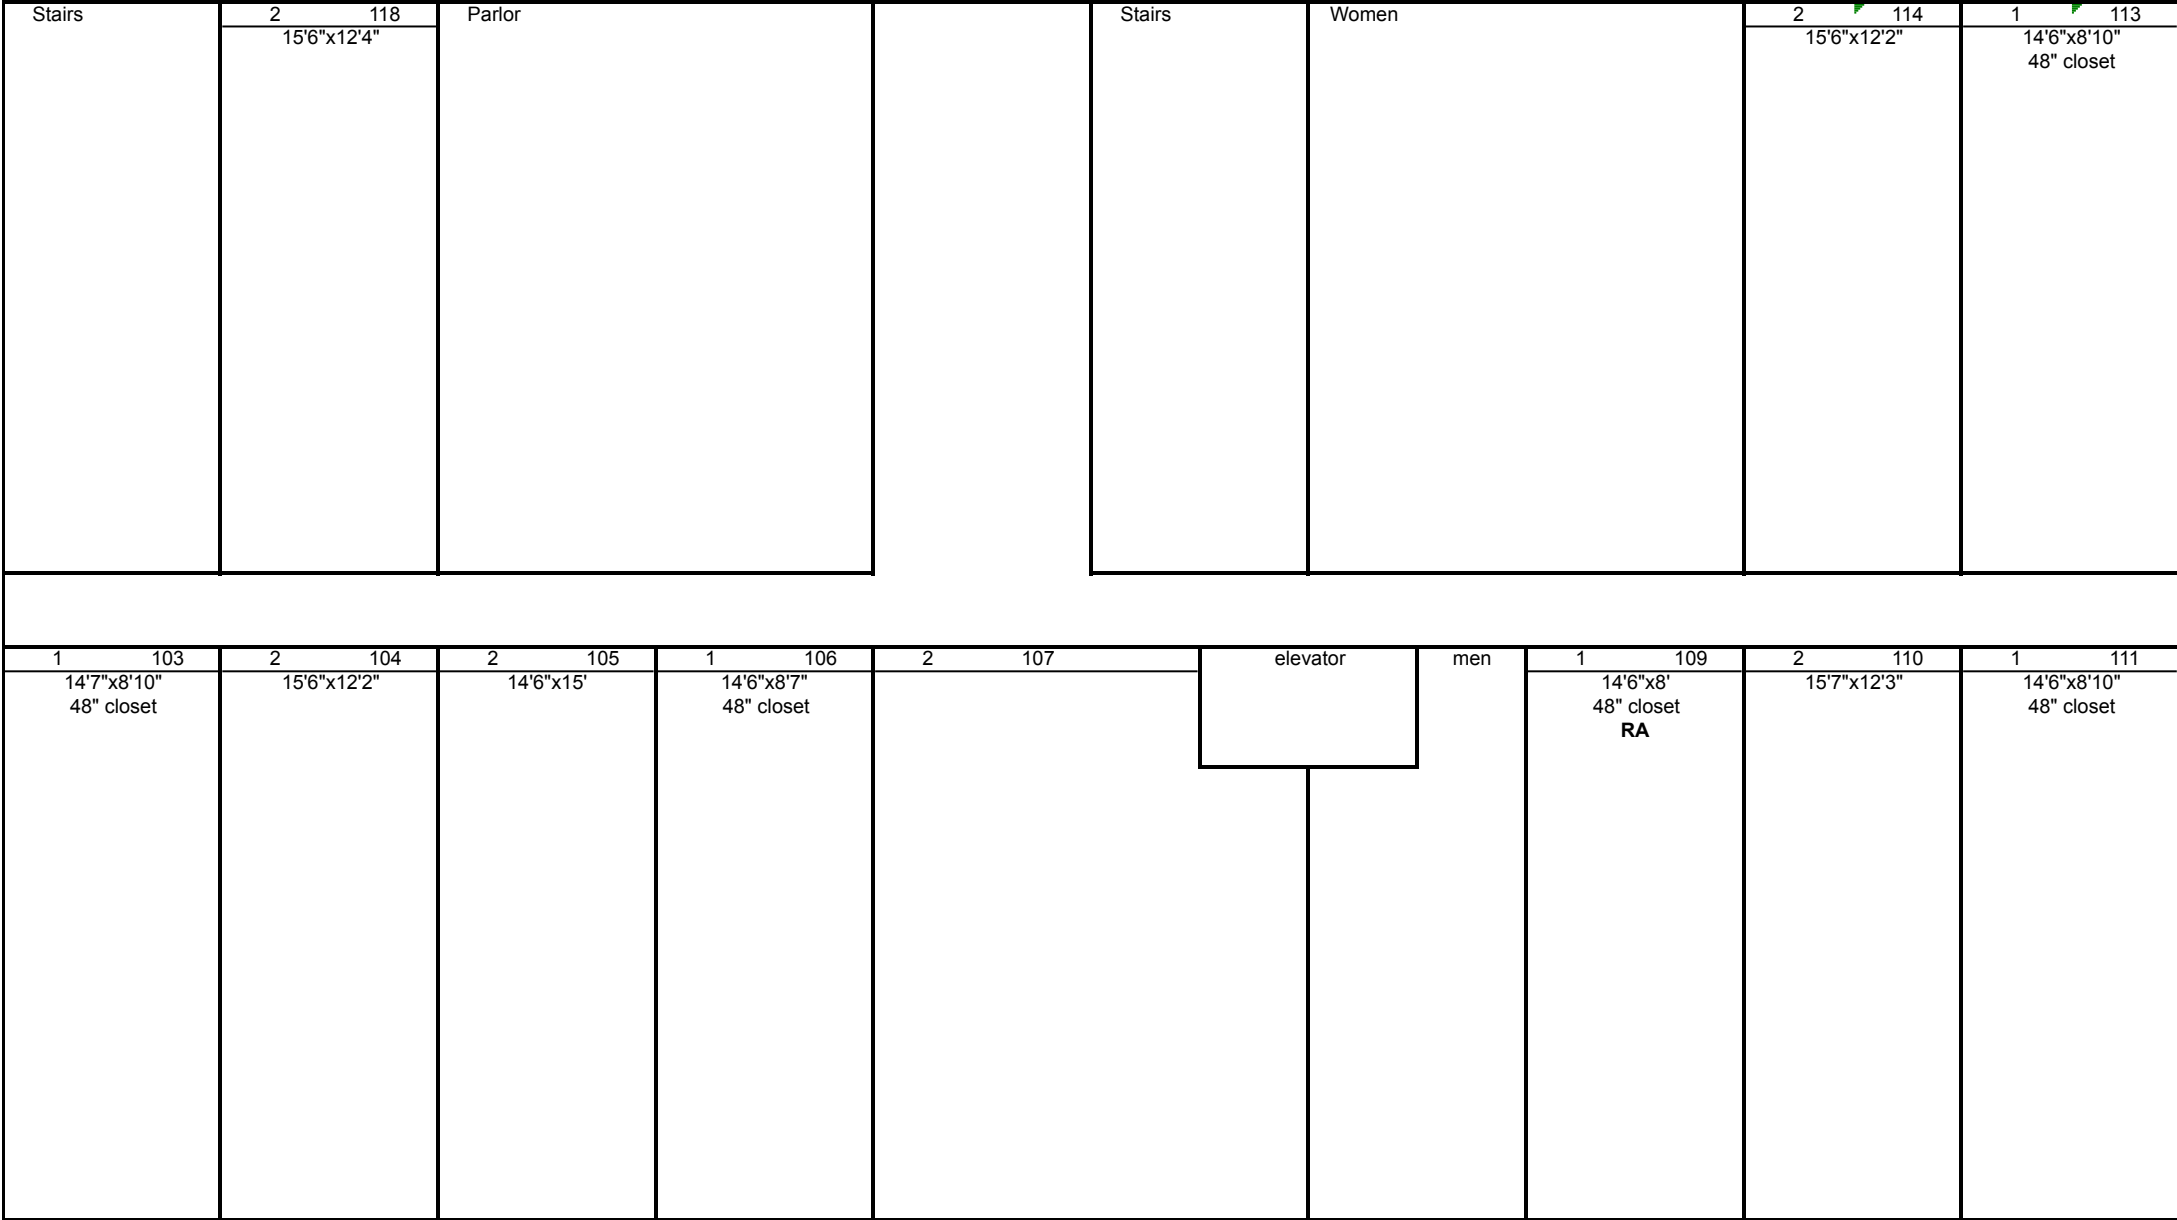 Stairs 2 118 Parlor Stairs Women 2 114 1 113
15'6"x12'4" 15'6"x12'2" 14'6"x8'10"
48" closet
1 103 2 104 2 105 1 106 2 107 elevator men 1 109 2 110 1 111
14'7"x8'10" 15'6"x12'2" 14'6"x15' 14'6"x8'7" 14'6"x8' 15'7"x12'3" 14'6"x8'10"
48" closet 48" closet 48" closet 48" closet
RA